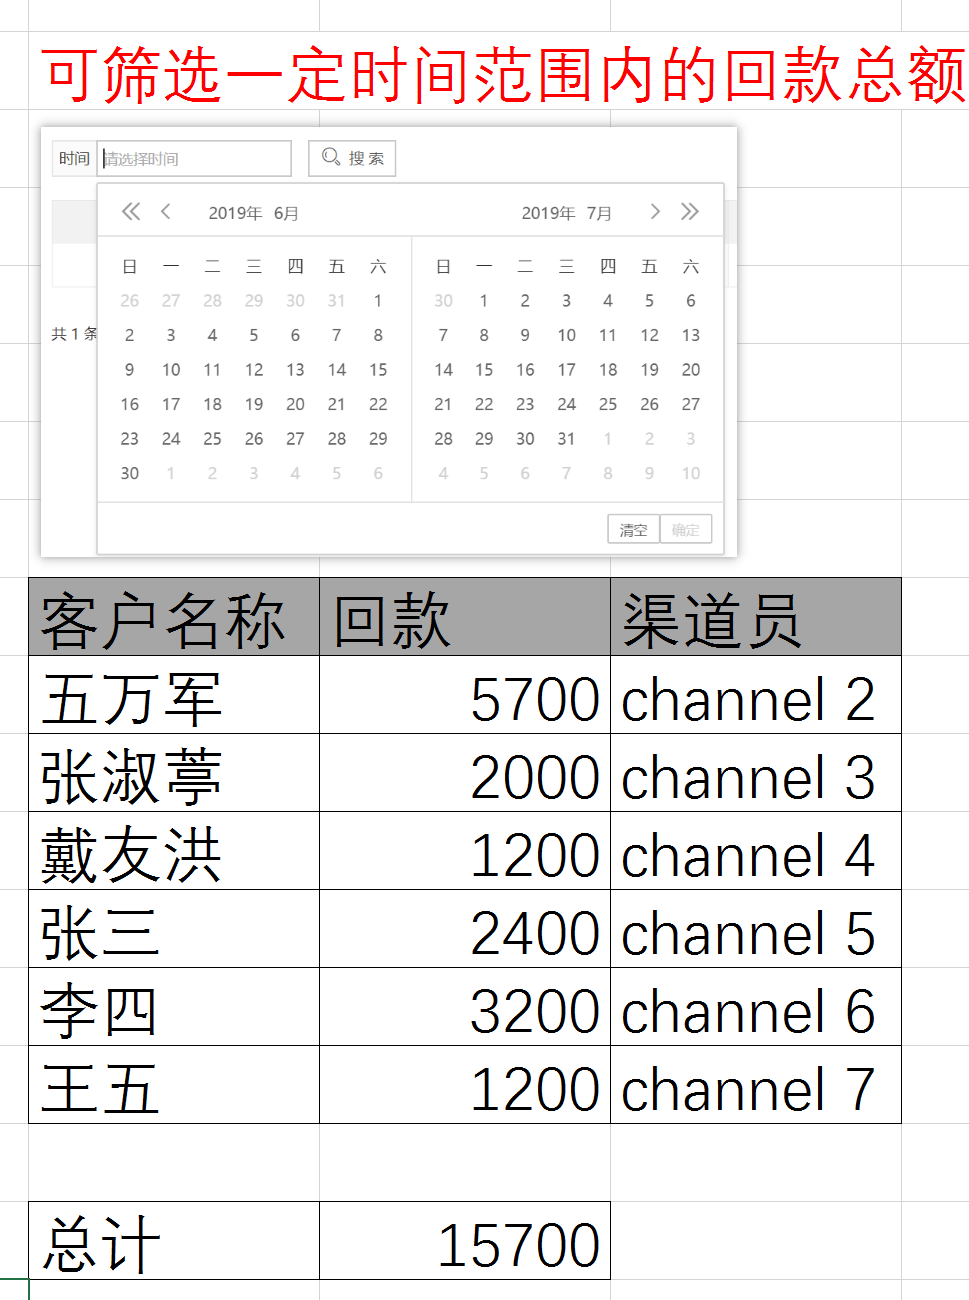 可筛选一定时间范围内的回款总额
时间 请选择时间 搜 索
2019年 6月 2019年 7月
日 一 二 三 四 五 六 日 一 二 三 四 五 六
26 27 28 29 30 31 1 30 1 2 3 4 5 6
2 3 4 5 6 7 8 7 8 9 10 11 12 13
9 10 11 12 13 14 15 14 15 16 17 18 19 20
16 17 18 19 20 21 22 21 22 23 24 25 26 27
23 24 25 26 27 28 29 28 29 30 31 1 2 3
30 1 2 3 4 5 6 4 5 6 7 8 9 10
共 1 条
清空 确定
客户名称 回款 渠道员
五万军 5700 channel 2
张淑葶 2000 channel 3
戴友洪 1200 channel 4
张三 2400 channel 5
李四 3200 channel 6
王五 1200 channel 7
总计 15700